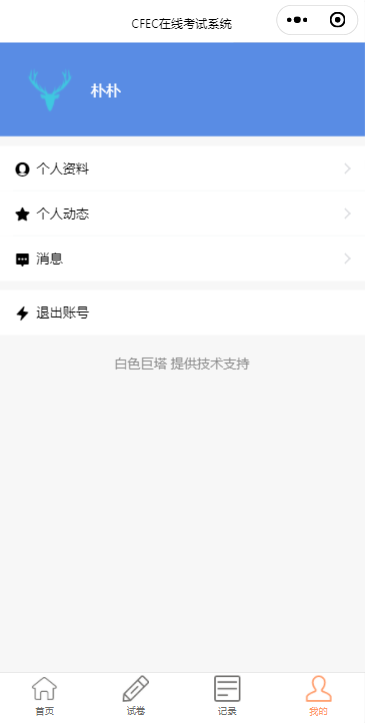 CFEC在线考试系统
朴朴
个人资料
个人动态
消息
退出账号
白色巨塔 提供技术支持
首页
试卷
记录
我的